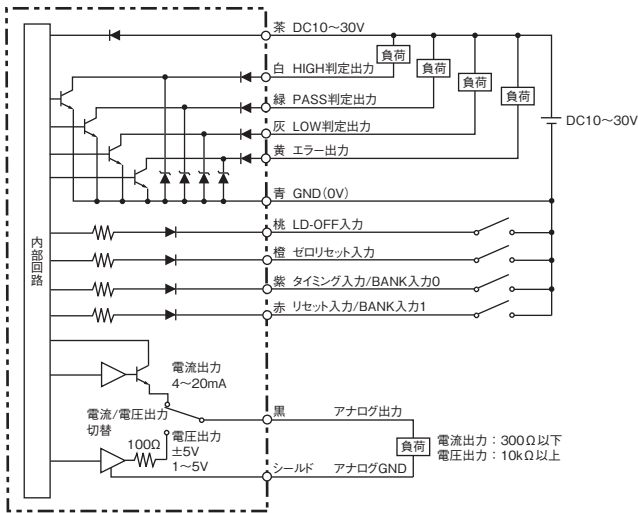 茶 DC10～30V
負荷
白 HIGH判定出力
負荷
緑 PASS判定出力
負荷
灰 LOW判定出力
負荷
黄 エラー出力
DC10～30V
青 GND(0V)
内部回路
桃 LD-OFF入力
橙 ゼロリセット入力
紫 タイミング入力/BANK入力0
赤 リセット入力/BANK入力1
電流出力
4～20mA
電流/電圧出力
切替
黒 アナログ出力
100Ω
電圧出力
±5V
1～5V
負荷
電流出力：300Ω以下
電圧出力：10kΩ以上
シールド アナログGND